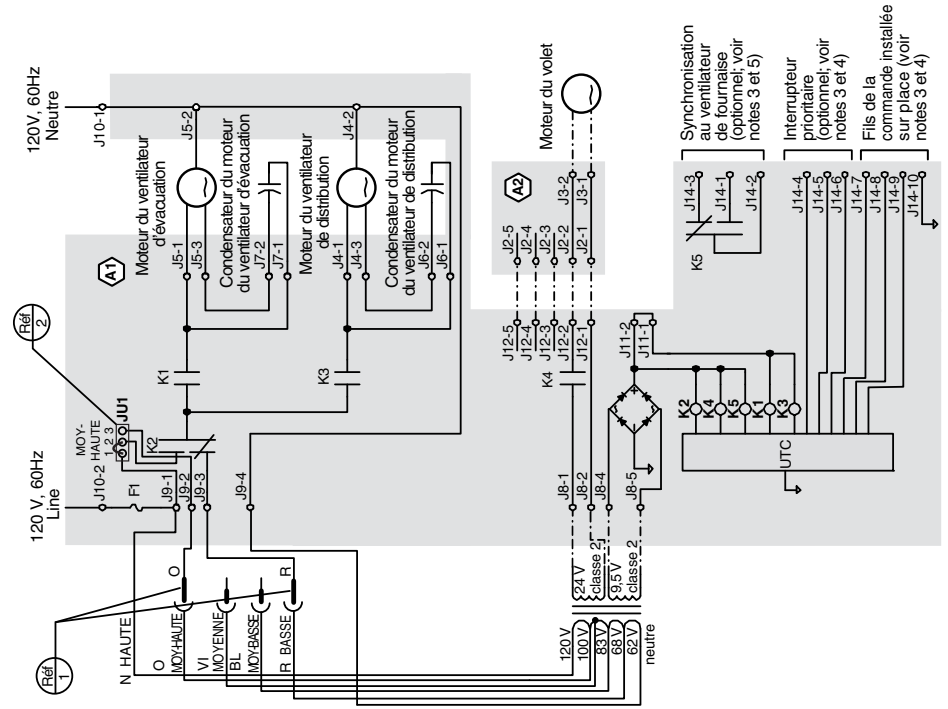 120V, 60Hz
Neutre
J10-1
J5-2
J4-2
A1
Moteur du ventilateur
d'évacuation
J5-1
J5-3
Condensateur du moteur
du ventilateur d'évacuation
J7-2
J7-1
Moteur du ventilateur
de distribution
J4-1
J4-3
Condensateur du moteur
du ventilateur de distribution
J6-2
J6-1
Réf
2
K1
K3
MOY-
HAUTE
1 2 3
JU1
K2
120 V, 60Hz
Line
J10-2
F1
J9-1
J9-2
J9-3
J9-4
Réf
1
N HAUTE
O
MOY-HAUTE
O
VI
MOYENNE
BL
MOY-BASSE
R BASSE
R
Moteur du volet
A2
J3-2
J3-1
J2-5
J2-4
J2-3
J2-2
J2-1
J12-5
J12-4
J12-3
J12-2
J12-1
K4
J8-1
J8-2
J8-4
J8-5
24 V
classe 2
9,5 V
classe 2
120 V
100 V
83 V
68 V
62 V
neutre
J11-2
J11-1
K2
K4
K5
K1
K3
UTC
K5
J14-3
J14-1
J14-2
Synchronisation
au ventilateur
de fournaise
(optionnel; voir
notes 3 et 5)
J14-4
J14-5
J14-6
J14-7
J14-8
J14-9
J14-10
Interrupteur
prioritaire
(optionnel; voir
notes 3 et 4)
Fils de la
commande installée
sur place (voir
notes 3 et 4)